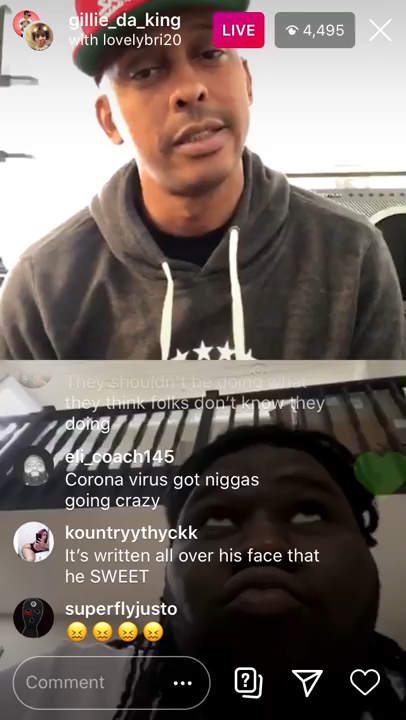 gillie_da_king
with lovelybri20
LIVE
4,495
They shouldn't be doing what
they think folks don't know they
doing
eli_coach145
Corona virus got niggas
going crazy
kountryythyckk
It's written all over his face that
he SWEET
superflyjusto
😖😖😖😖
Comment